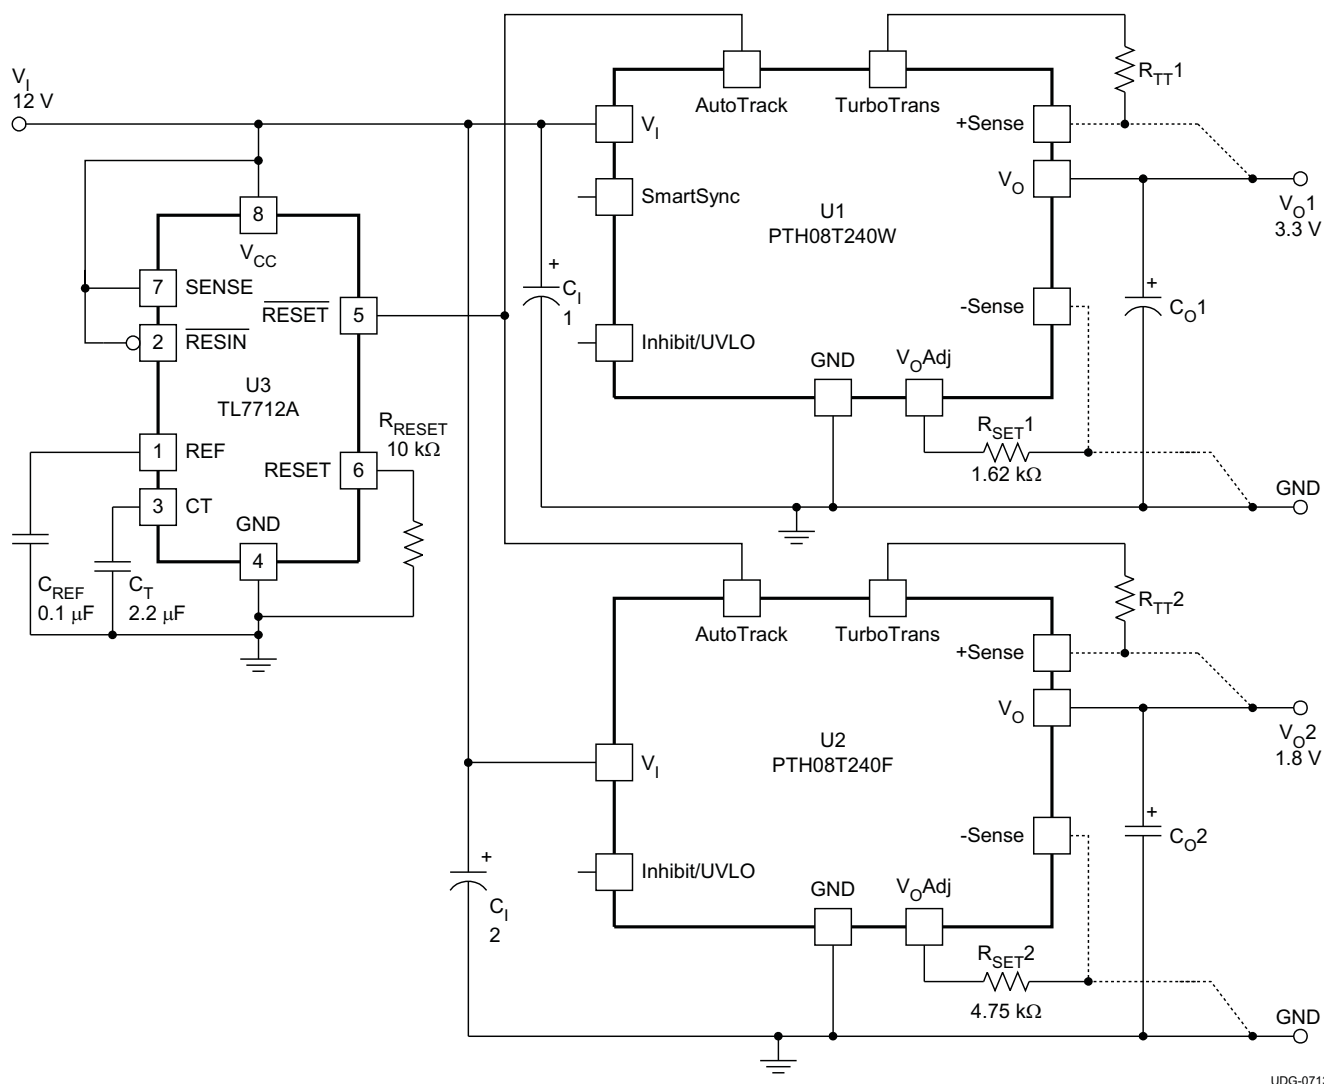 V_I
12 V
AutoTrack
TurboTrans
R_TT1
V_I
+Sense
V_O
V_O1
3.3 V
SmartSync
U1
PTH08T240W
8
V_CC
7
SENSE
RESET
5
+
C_I
1
-Sense
+
C_O1
2
RESIN
Inhibit/UVLO
GND
V_OAdj
U3
TL7712A
R_RESET
10 kΩ
R_SET1
1.62 kΩ
1
REF
RESET
6
3
CT
GND
4
GND
C_REF
0.1 μF
C_T
2.2 μF
AutoTrack
TurboTrans
R_TT2
+Sense
V_O
V_O2
1.8 V
U2
PTH08T240F
V_I
-Sense
+
C_O2
+
C_I
2
Inhibit/UVLO
GND
V_OAdj
R_SET2
4.75 kΩ
GND